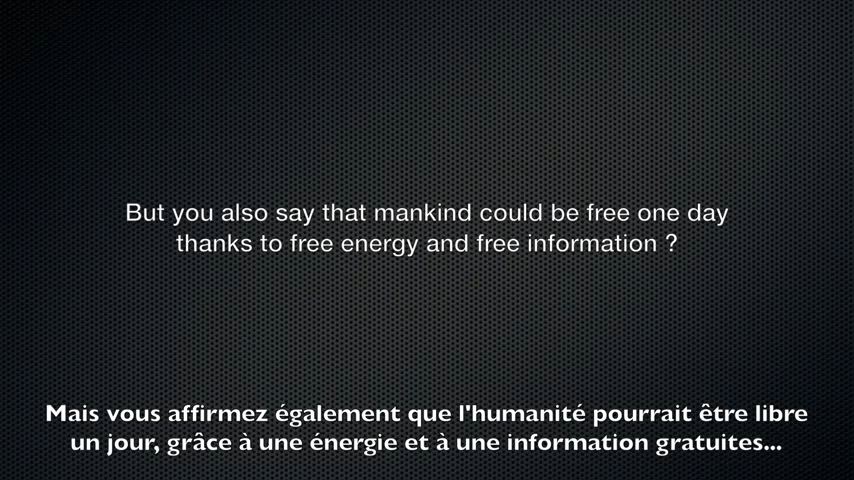 But you also say that mankind could be free one day
thanks to free energy and free information ?
Mais vous affirmez également que l'humanité pourrait être libre
un jour, grâce à une énergie et à une information gratuites...